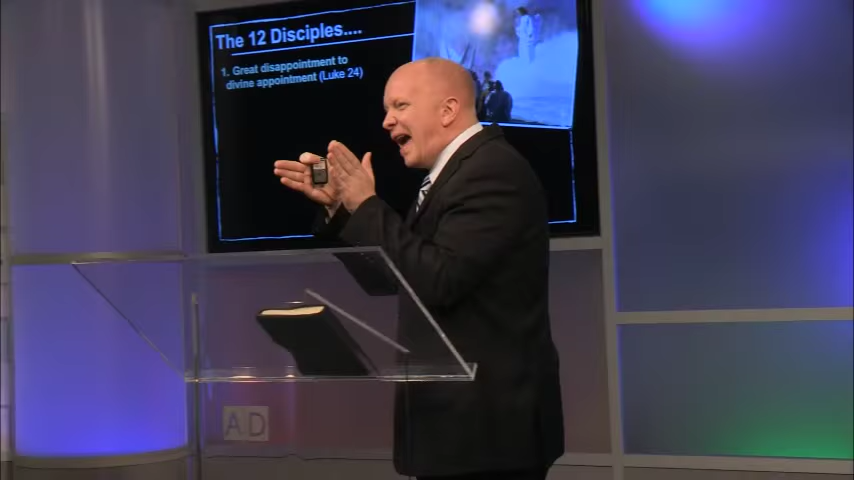 The 12 Disciples....
1. Great disappointment to
divine appointment (Luke 24)
AD